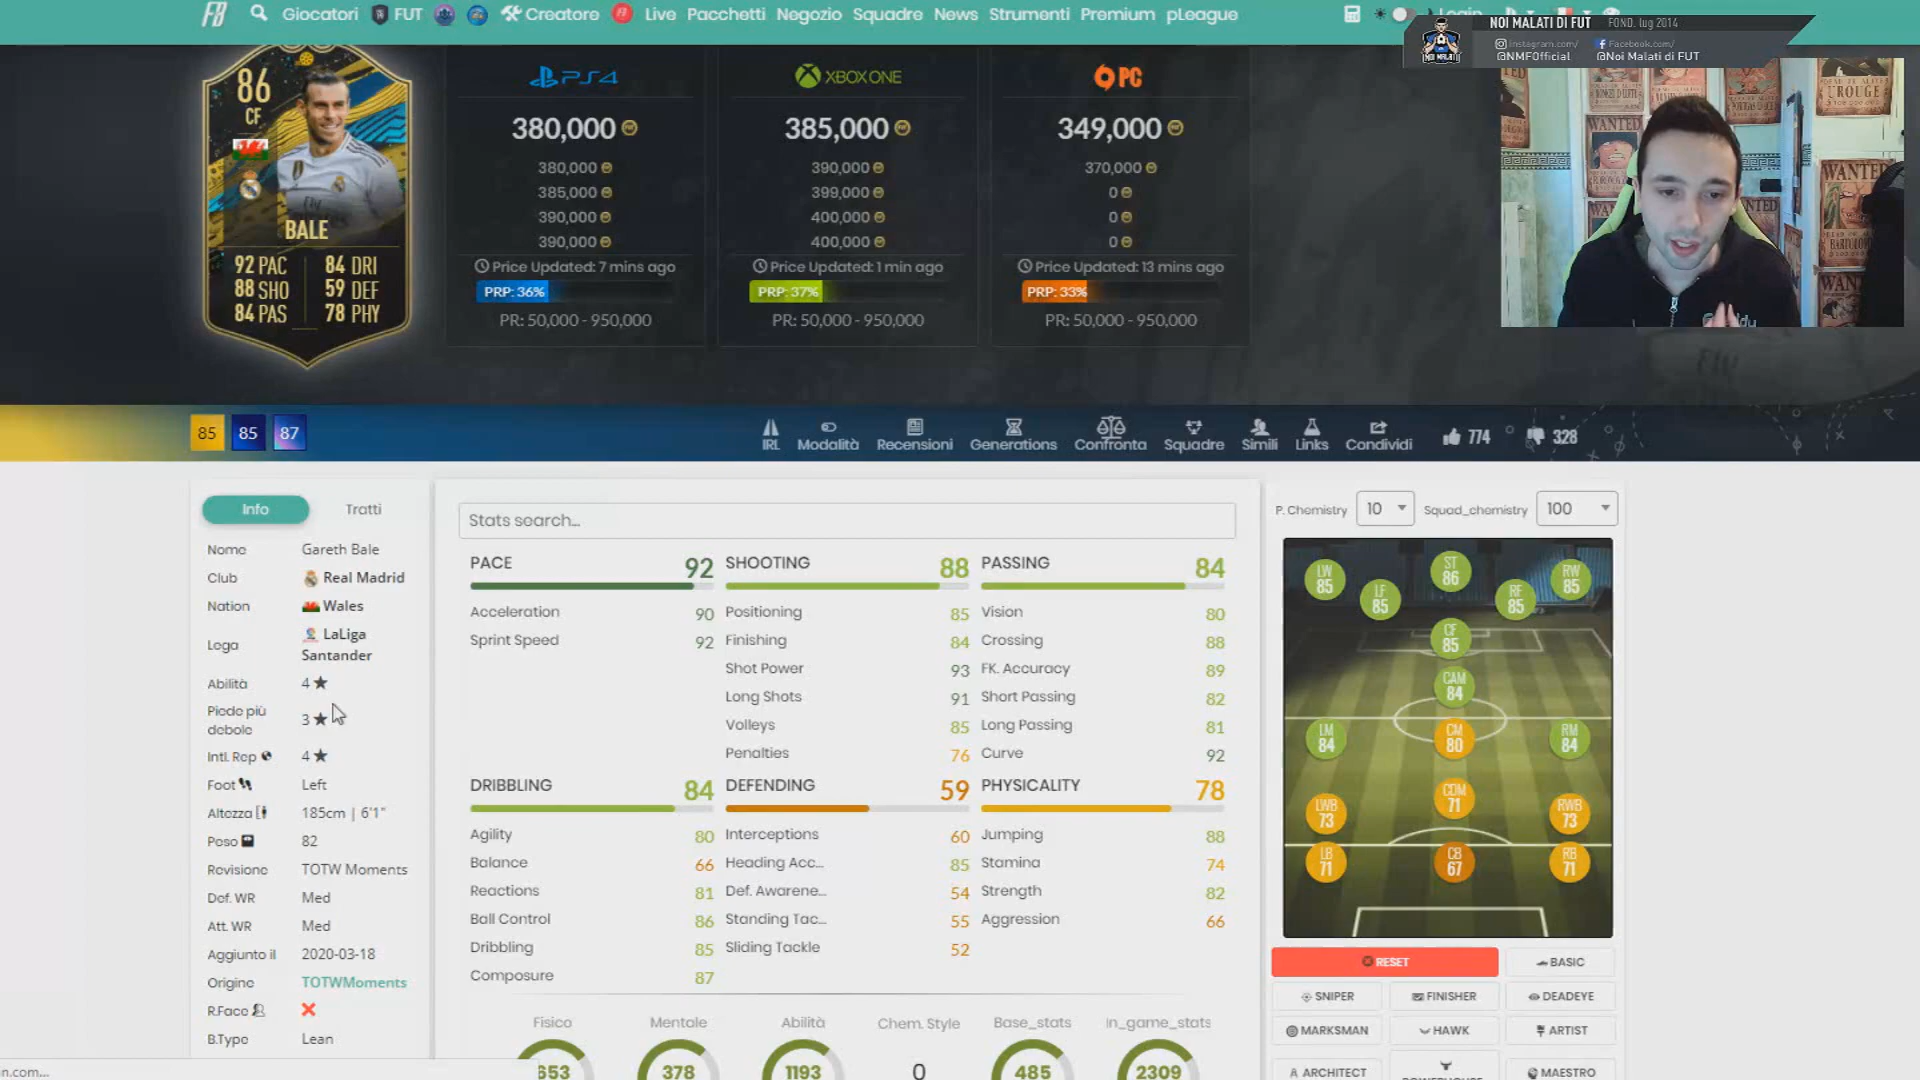 Giocatori FUT Creatore Live Pacchetti Negozio Squadre News Strumenti Premium pLeague
NOI MALATI DI FUT FOND. lug 2014
Instagram.com/ Facebook.com/
@NMFOfficial @Noi Malati di FUT
NOI MALATI
86
CF
BALE
92 PAC 84 DRI
88 SHO 59 DEF
84 PAS 78 PHY
PS4
380,000
380,000
385,000
390,000
390,000
Price Updated: 7 mins ago
PRP: 36%
PR: 50,000 - 950,000
XBOX ONE
385,000
390,000
399,000
400,000
400,000
Price Updated: 1 min ago
PRP: 37%
PR: 50,000 - 950,000
PC
349,000
370,000
0
0
0
Price Updated: 13 mins ago
PRP: 33%
PR: 50,000 - 950,000
WANTED
WANTED
WANTED
UROUGE
85 85 87
IRL Modalità Recensioni Generations Confronta Squadre Simili Links Condividi 774 328
Info Tratti
Nome Gareth Bale
Club Real Madrid
Nation Wales
Lega LaLiga Santander
Abilità 4
Piede più debole 3
Intl. Rep 4
Foot Left
Altezza 185cm | 6'1"
Peso 82
Revisione TOTW Moments
Def. WR Med
Att. WR Med
Aggiunto il 2020-03-18
Origine TOTWMoments
R.Face
B.Type Lean
Stats search...
PACE 92
Acceleration 90
Sprint Speed 92
SHOOTING 88
Positioning 85
Finishing 84
Shot Power 93
Long Shots 91
Volleys 85
Penalties 76
PASSING 84
Vision 80
Crossing 88
FK. Accuracy 89
Short Passing 82
Long Passing 81
Curve 92
DRIBBLING 84
Agility 80
Balance 66
Reactions 81
Ball Control 86
Dribbling 85
Composure 87
DEFENDING 59
Interceptions 60
Heading Acc... 85
Def. Awarene... 54
Standing Tac... 55
Sliding Tackle 52
PHYSICALITY 78
Jumping 88
Stamina 74
Strength 82
Aggression 66
Fisico Mentale Abilità Chem. Style Base_stats In_game_stats
653 378 1193 0 485 2309
P. Chemistry 10 Squad_chemistry 100
LW 85
LF 85
ST 86
RF 85
RW 85
CF 85
CAM 84
LM 84
CM 80
RM 84
LWB 73
CDM 71
RWB 73
LB 71
CB 67
RB 71
RESET BASIC
SNIPER FINISHER DEADEYE
MARKSMAN HAWK ARTIST
ARCHITECT MAESTRO
in.com...